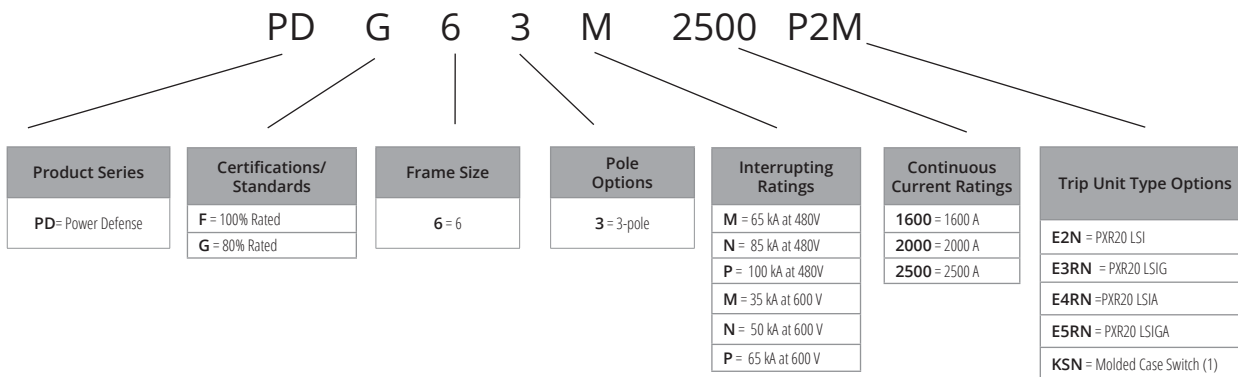 PD G 6 3 M 2500 P2M
Product Series
PD= Power Defense
Certifications/
Standards
F = 100% Rated
G = 80% Rated
Frame Size
6 = 6
Pole
Options
3 = 3-pole
Interrupting
Ratings
M = 65 kA at 480V
N = 85 kA at 480V
P = 100 kA at 480V
M = 35 kA at 600 V
N = 50 kA at 600 V
P = 65 kA at 600 V
Continuous
Current Ratings
1600 = 1600 A
2000 = 2000 A
2500 = 2500 A
Trip Unit Type Options
E2N = PXR20 LSI
E3RN = PXR20 LSIG
E4RN =PXR20 LSIA
E5RN = PXR20 LSIGA
KSN = Molded Case Switch (1)